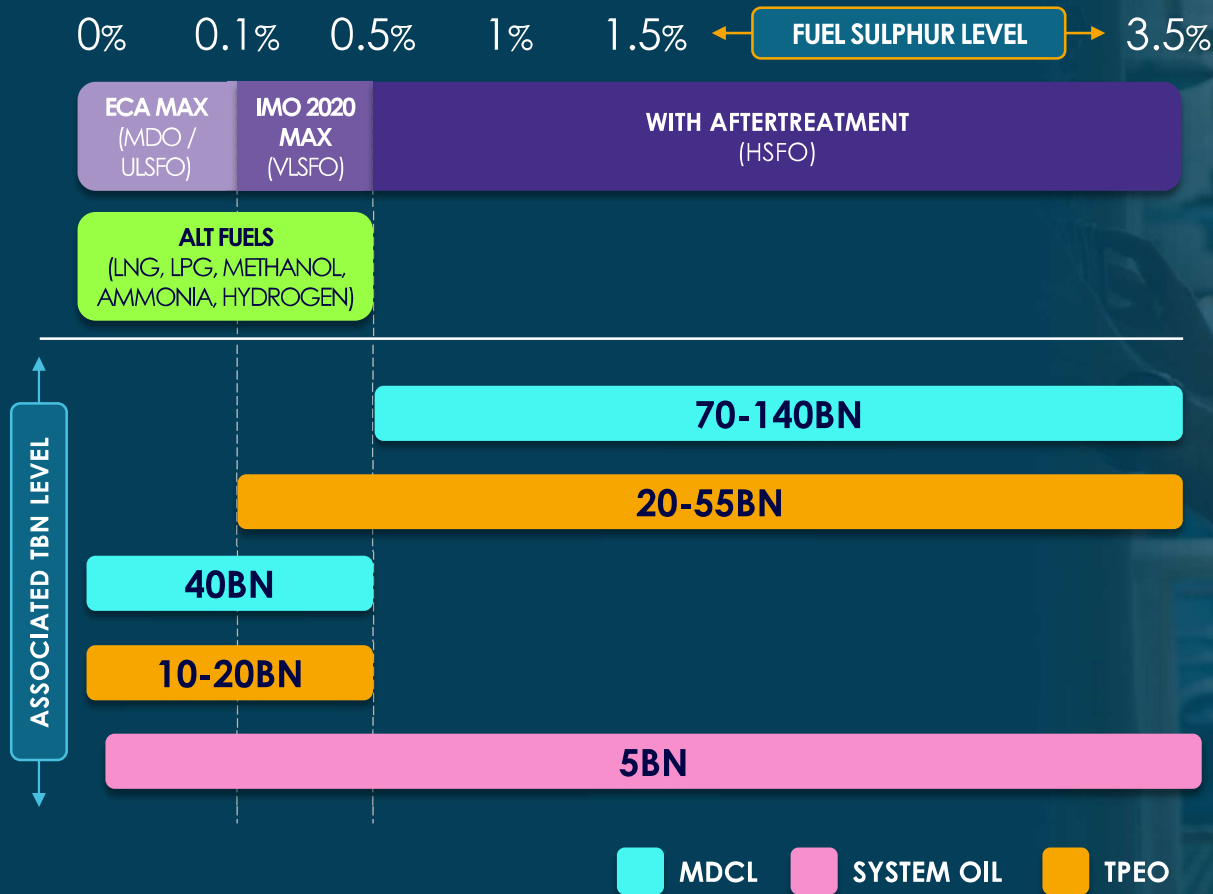 0% 0.1% 0.5% 1% 1.5% FUEL SULPHUR LEVEL 3.5%
ECA MAX
(MDO /
ULSFO)
IMO 2020
MAX
(VLSFO)
WITH AFTERTREATMENT
(HSFO)
ALT FUELS
(LNG, LPG, METHANOL,
AMMONIA, HYDROGEN)
ASSOCIATED TBN LEVEL
70-140BN
20-55BN
40BN
10-20BN
5BN
MDCL SYSTEM OIL TPEO